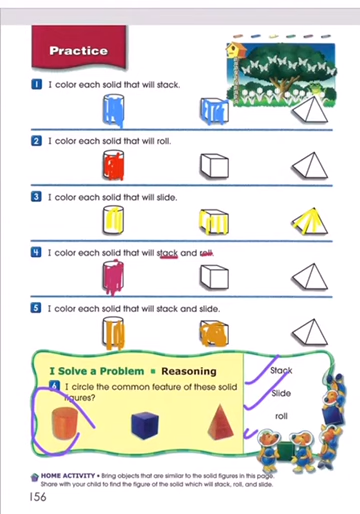 Practice
1 I color each solid that will stack.
2 I color each solid that will roll.
3 I color each solid that will slide.
4 I color each solid that will stack and roll.
5 I color each solid that will stack and slide.
I Solve a Problem ■ Reasoning
6 I circle the common feature of these solid
figures?
Stack
Slide
roll
HOME ACTIVITY • Bring objects that are similar to the solid figures in this page.
Share with your child to find the figure of the solid which will stack, roll, and slide.
156